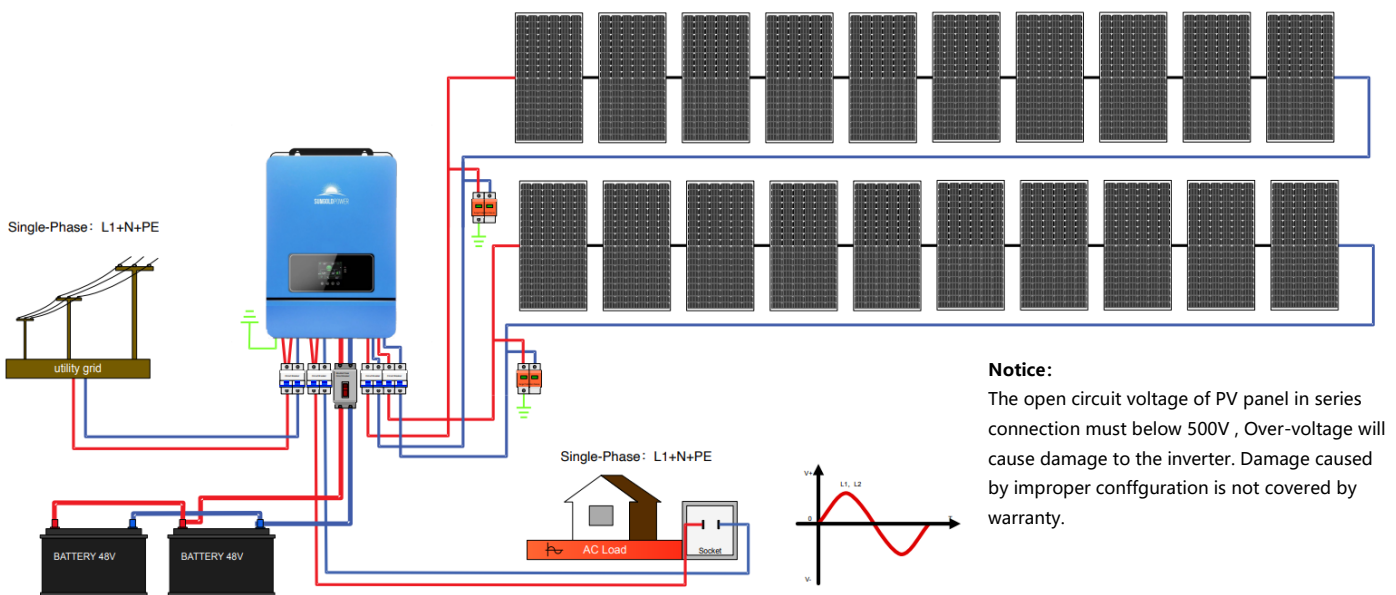 SUNGOLDPOWER
Single-Phase：L1+N+PE
utility grid
BATTERY 48V
BATTERY 48V
Single-Phase：L1+N+PE
AC Load
Socket
V+
L1、L2
0
T
V-
Notice:
The open circuit voltage of PV panel in series
connection must below 500V , Over-voltage will
cause damage to the inverter. Damage caused
by improper conffguration is not covered by
warranty.